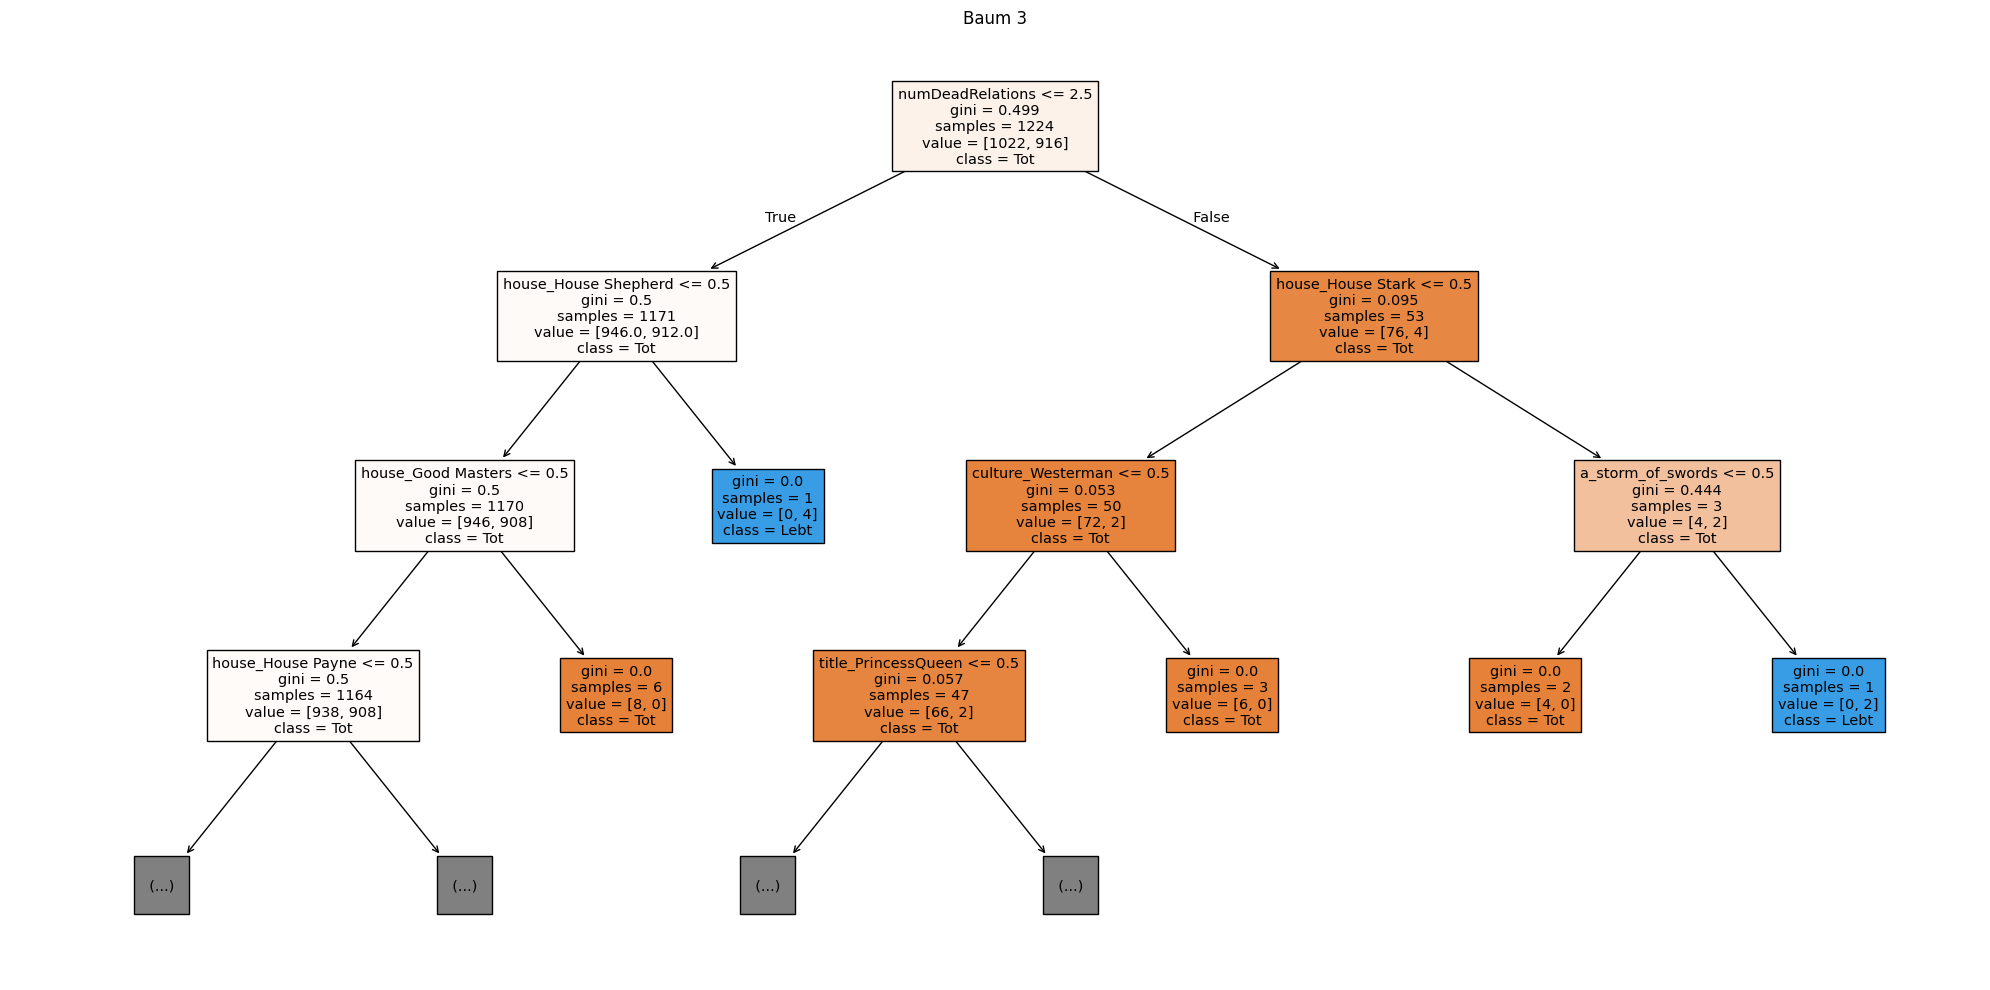 Baum 3
numDeadRelations <= 2.5
gini = 0.499
samples = 1224
value = [1022, 916]
class = Tot
True
False
house_House Shepherd <= 0.5
gini = 0.5
samples = 1171
value = [946.0, 912.0]
class = Tot
house_House Stark <= 0.5
gini = 0.095
samples = 53
value = [76, 4]
class = Tot
house_Good Masters <= 0.5
gini = 0.5
samples = 1170
value = [946, 908]
class = Tot
gini = 0.0
samples = 1
value = [0, 4]
class = Lebt
culture_Westerman <= 0.5
gini = 0.053
samples = 50
value = [72, 2]
class = Tot
a_storm_of_swords <= 0.5
gini = 0.444
samples = 3
value = [4, 2]
class = Tot
house_House Payne <= 0.5
gini = 0.5
samples = 1164
value = [938, 908]
class = Tot
gini = 0.0
samples = 6
value = [8, 0]
class = Tot
title_PrincessQueen <= 0.5
gini = 0.057
samples = 47
value = [66, 2]
class = Tot
gini = 0.0
samples = 3
value = [6, 0]
class = Tot
gini = 0.0
samples = 2
value = [4, 0]
class = Tot
gini = 0.0
samples = 1
value = [0, 2]
class = Lebt
(...)
(...)
(...)
(...)